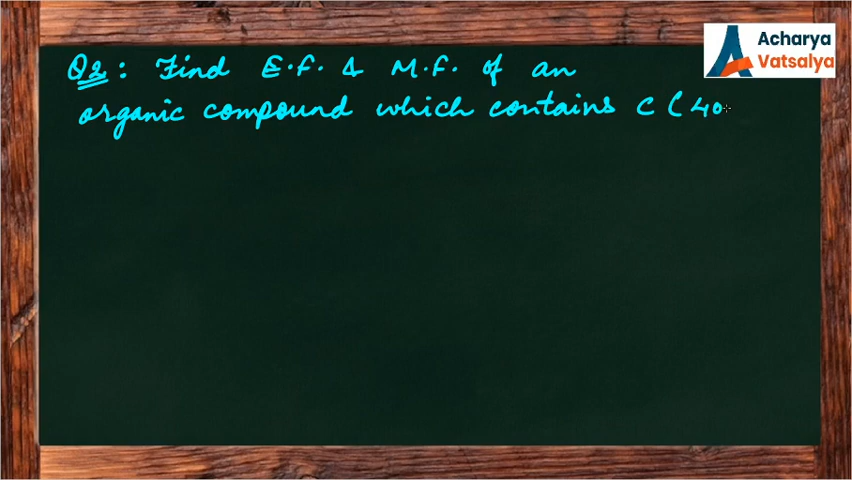 Q2 : Find E.F. & M.F. of an
organic compound which contains C ( 40
Acharya
Vatsalya